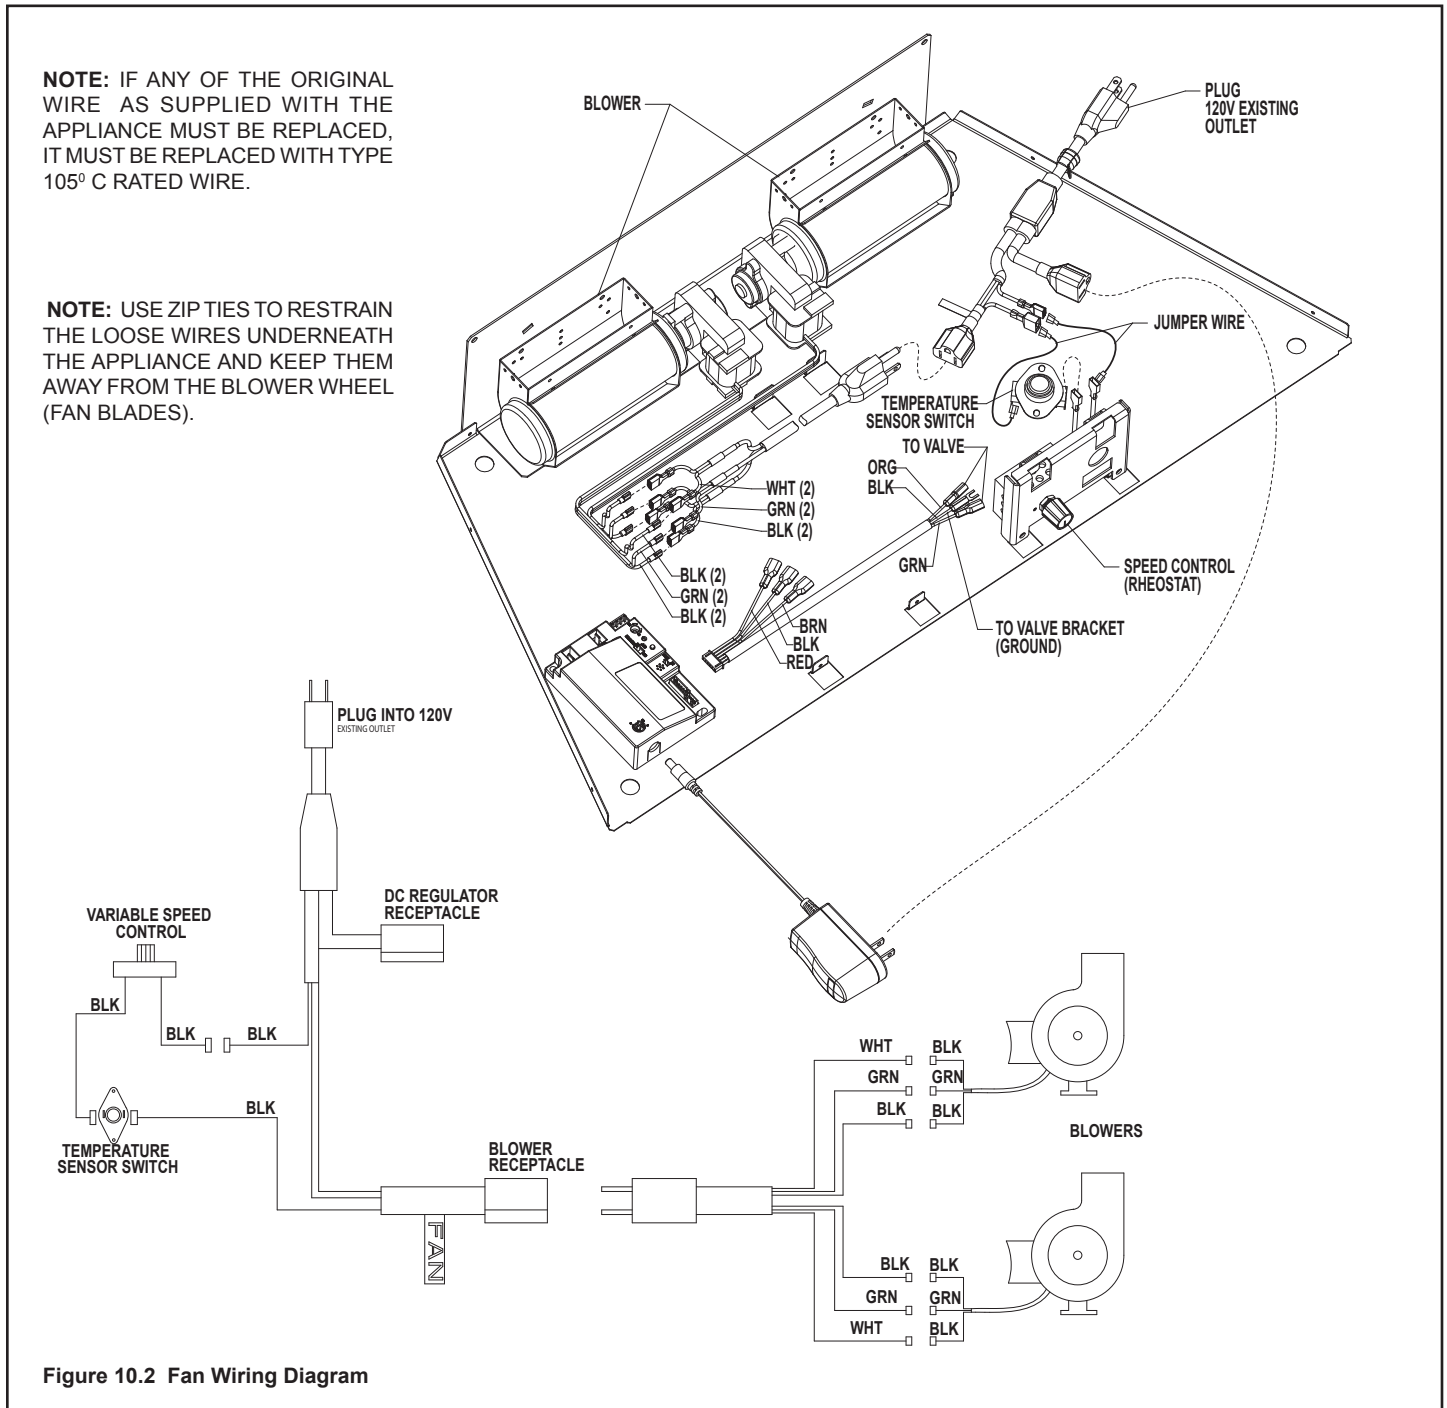 NOTE: IF ANY OF THE ORIGINAL
WIRE AS SUPPLIED WITH THE
APPLIANCE MUST BE REPLACED,
IT MUST BE REPLACED WITH TYPE
105⁰ C RATED WIRE.
NOTE: USE ZIP TIES TO RESTRAIN
THE LOOSE WIRES UNDERNEATH
THE APPLIANCE AND KEEP THEM
AWAY FROM THE BLOWER WHEEL
(FAN BLADES).
BLOWER
PLUG
120V EXISTING
OUTLET
JUMPER WIRE
TEMPERATURE
SENSOR SWITCH
TO VALVE
ORG
BLK
WHT (2)
GRN (2)
BLK (2)
GRN
BLK (2)
GRN (2)
BLK (2)
SPEED CONTROL
(RHEOSTAT)
BRN
BLK
RED
TO VALVE BRACKET
(GROUND)
PLUG INTO 120V
EXISTING OUTLET
DC REGULATOR
RECEPTACLE
VARIABLE SPEED
CONTROL
BLK
BLK
BLK
BLK
TEMPERATURE
SENSOR SWITCH
BLOWER
RECEPTACLE
FAN
WHT
BLK
GRN
GRN
BLK
BLK
BLOWERS
BLK
BLK
GRN
GRN
WHT
BLK
Figure 10.2 Fan Wiring Diagram